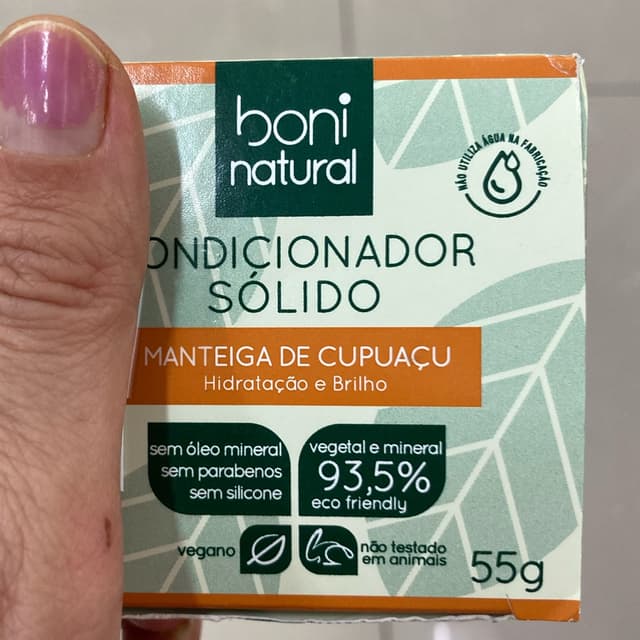 boni
natural
NÃO UTILIZA ÁGUA NA FABRICAÇÃO
CONDICIONADOR
SÓLIDO
MANTEIGA DE CUPUAÇU
Hidratação e Brilho
sem óleo mineral
sem parabenos
sem silicone
vegetal e mineral
93,5%
eco friendly
vegano
não testado
em animais
55g